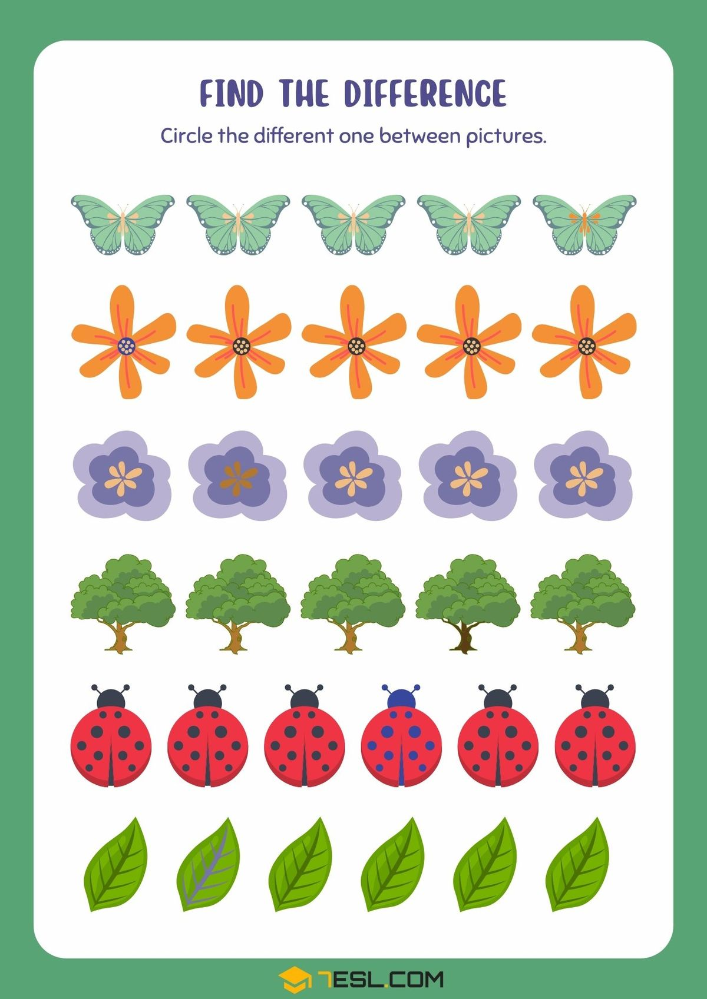 FIND THE DIFFERENCE
Circle the different one between pictures.
7ESL.COM